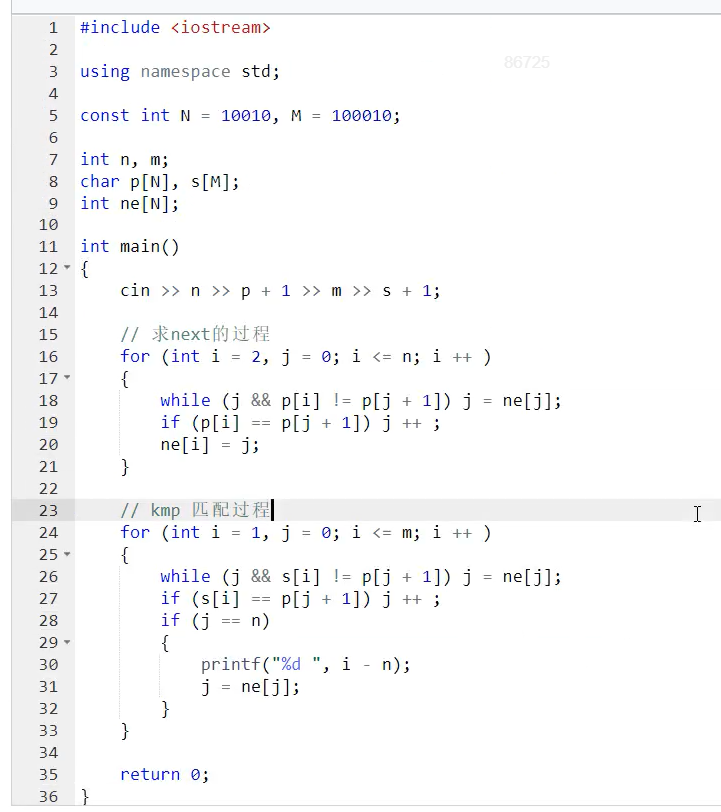 1 #include <iostream>
2
3 using namespace std;
86725
4
5 const int N = 10010, M = 100010;
6
7 int n, m;
8 char p[N], s[M];
9 int ne[N];
10
11 int main()
12 {
13 cin >> n >> p + 1 >> m >> s + 1;
14
15 // 求next的过程
16 for (int i = 2, j = 0; i <= n; i ++ )
17 {
18 while (j && p[i] != p[j + 1]) j = ne[j];
19 if (p[i] == p[j + 1]) j ++ ;
20 ne[i] = j;
21 }
22
23 // kmp 匹配过程
24 for (int i = 1, j = 0; i <= m; i ++ )
25 {
26 while (j && s[i] != p[j + 1]) j = ne[j];
27 if (s[i] == p[j + 1]) j ++ ;
28 if (j == n)
29 {
30 printf("%d ", i - n);
31 j = ne[j];
32 }
33 }
34
35 return 0;
36 }